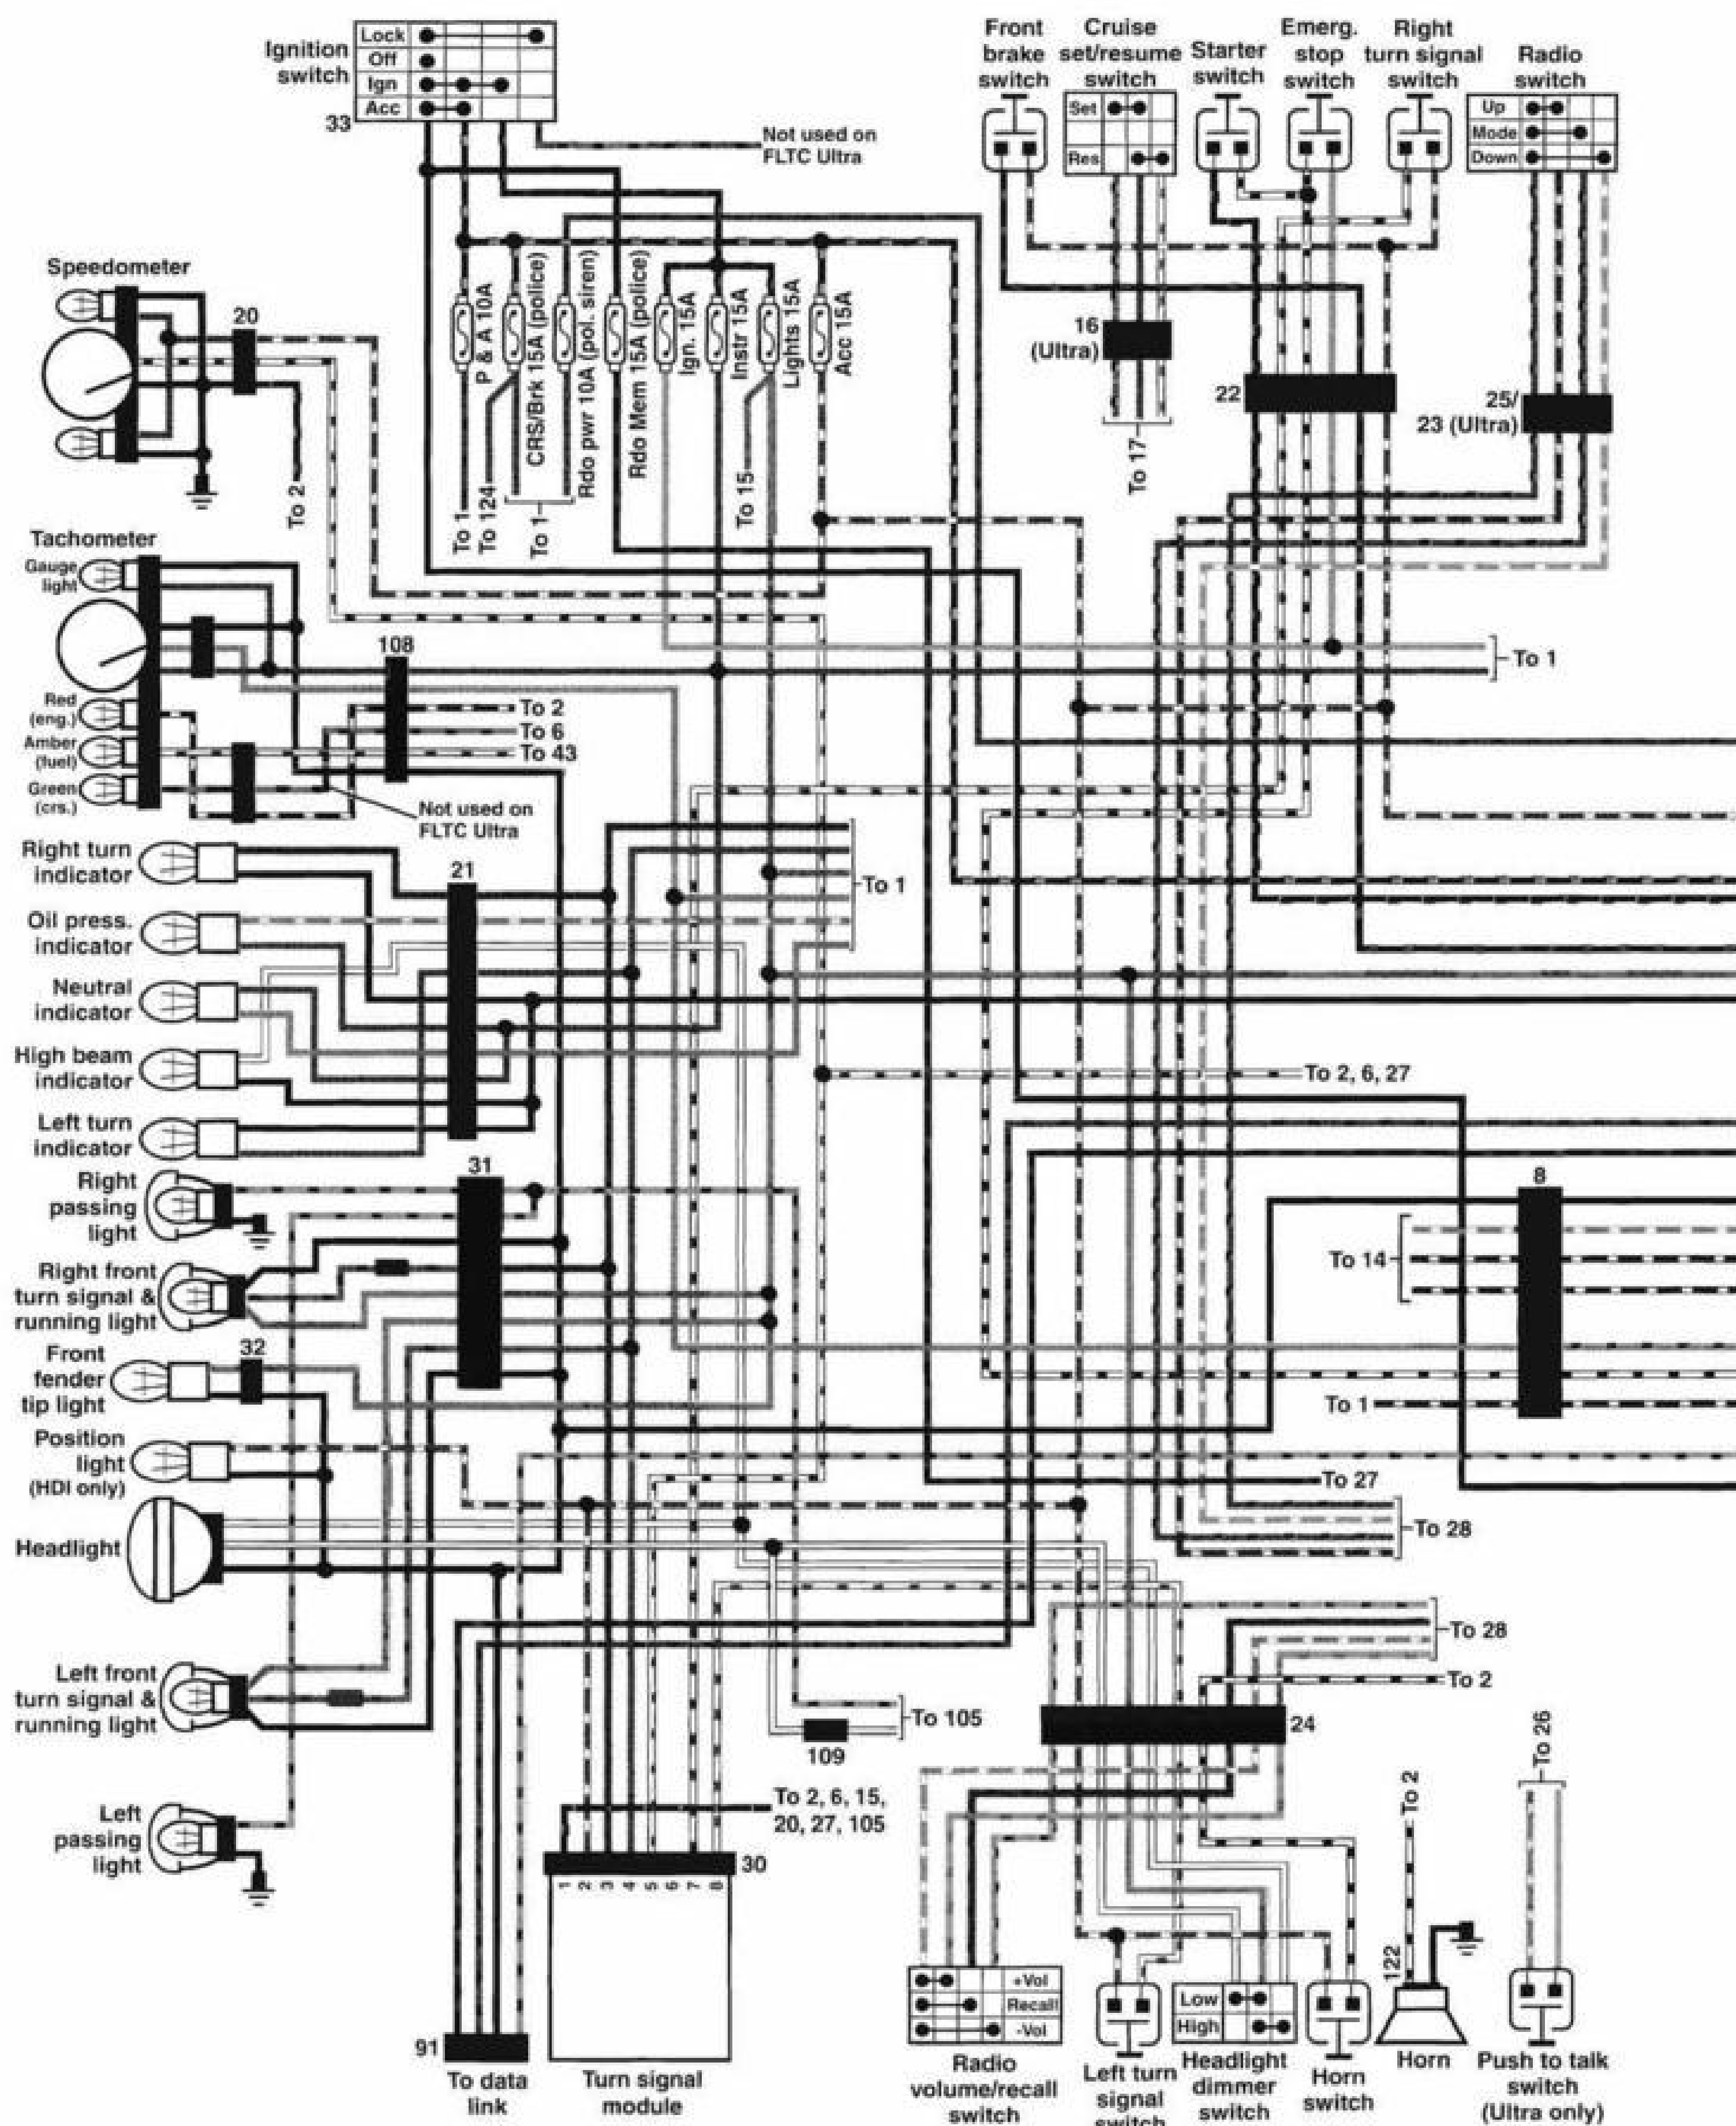 Ignition
switch
Lock
Off
Ign
Acc
33
Not used on
FLTC Ultra
Front
brake
switch
Cruise
set/resume
switch
Set
Res
Starter
switch
Emerg.
stop
switch
Right
turn signal
switch
Radio
switch
Up
Mode
Down
Speedometer
20
To 2
P & A 10A
CRS/Brk 15A (police)
Rdo pwr 10A (pol. siren)
Rdo Mem 15A (police)
Ign. 15A
Instr 15A
Lights 15A
Acc 15A
To 1
To 124
To 1
To 15
16
(Ultra)
To 17
22
25/
23 (Ultra)
Tachometer
Gauge
light
108
Red
(eng.)
Amber
(fuel)
Green
(crs.)
To 2
To 6
To 43
Not used on
FLTC Ultra
To 1
Right turn
indicator
21
To 1
Oil press.
indicator
Neutral
indicator
High beam
indicator
To 2, 6, 27
Left turn
indicator
31
Right
passing
light
8
To 14
Right front
turn signal &
running light
32
Front
fender
tip light
To 1
Position
light
(HDI only)
To 27
To 28
Headlight
To 28
To 2
Left front
turn signal &
running light
To 105
109
24
To 26
To 2, 6, 15,
20, 27, 105
To 2
Left
passing
light
30
1
2
3
4
5
6
7
8
122
+Vol
Recall
-Vol
Low
High
91
To data
link
Turn signal
module
Radio
volume/recall
switch
Left turn
signal
switch
Headlight
dimmer
switch
Horn
switch
Horn
Push to talk
switch
(Ultra only)